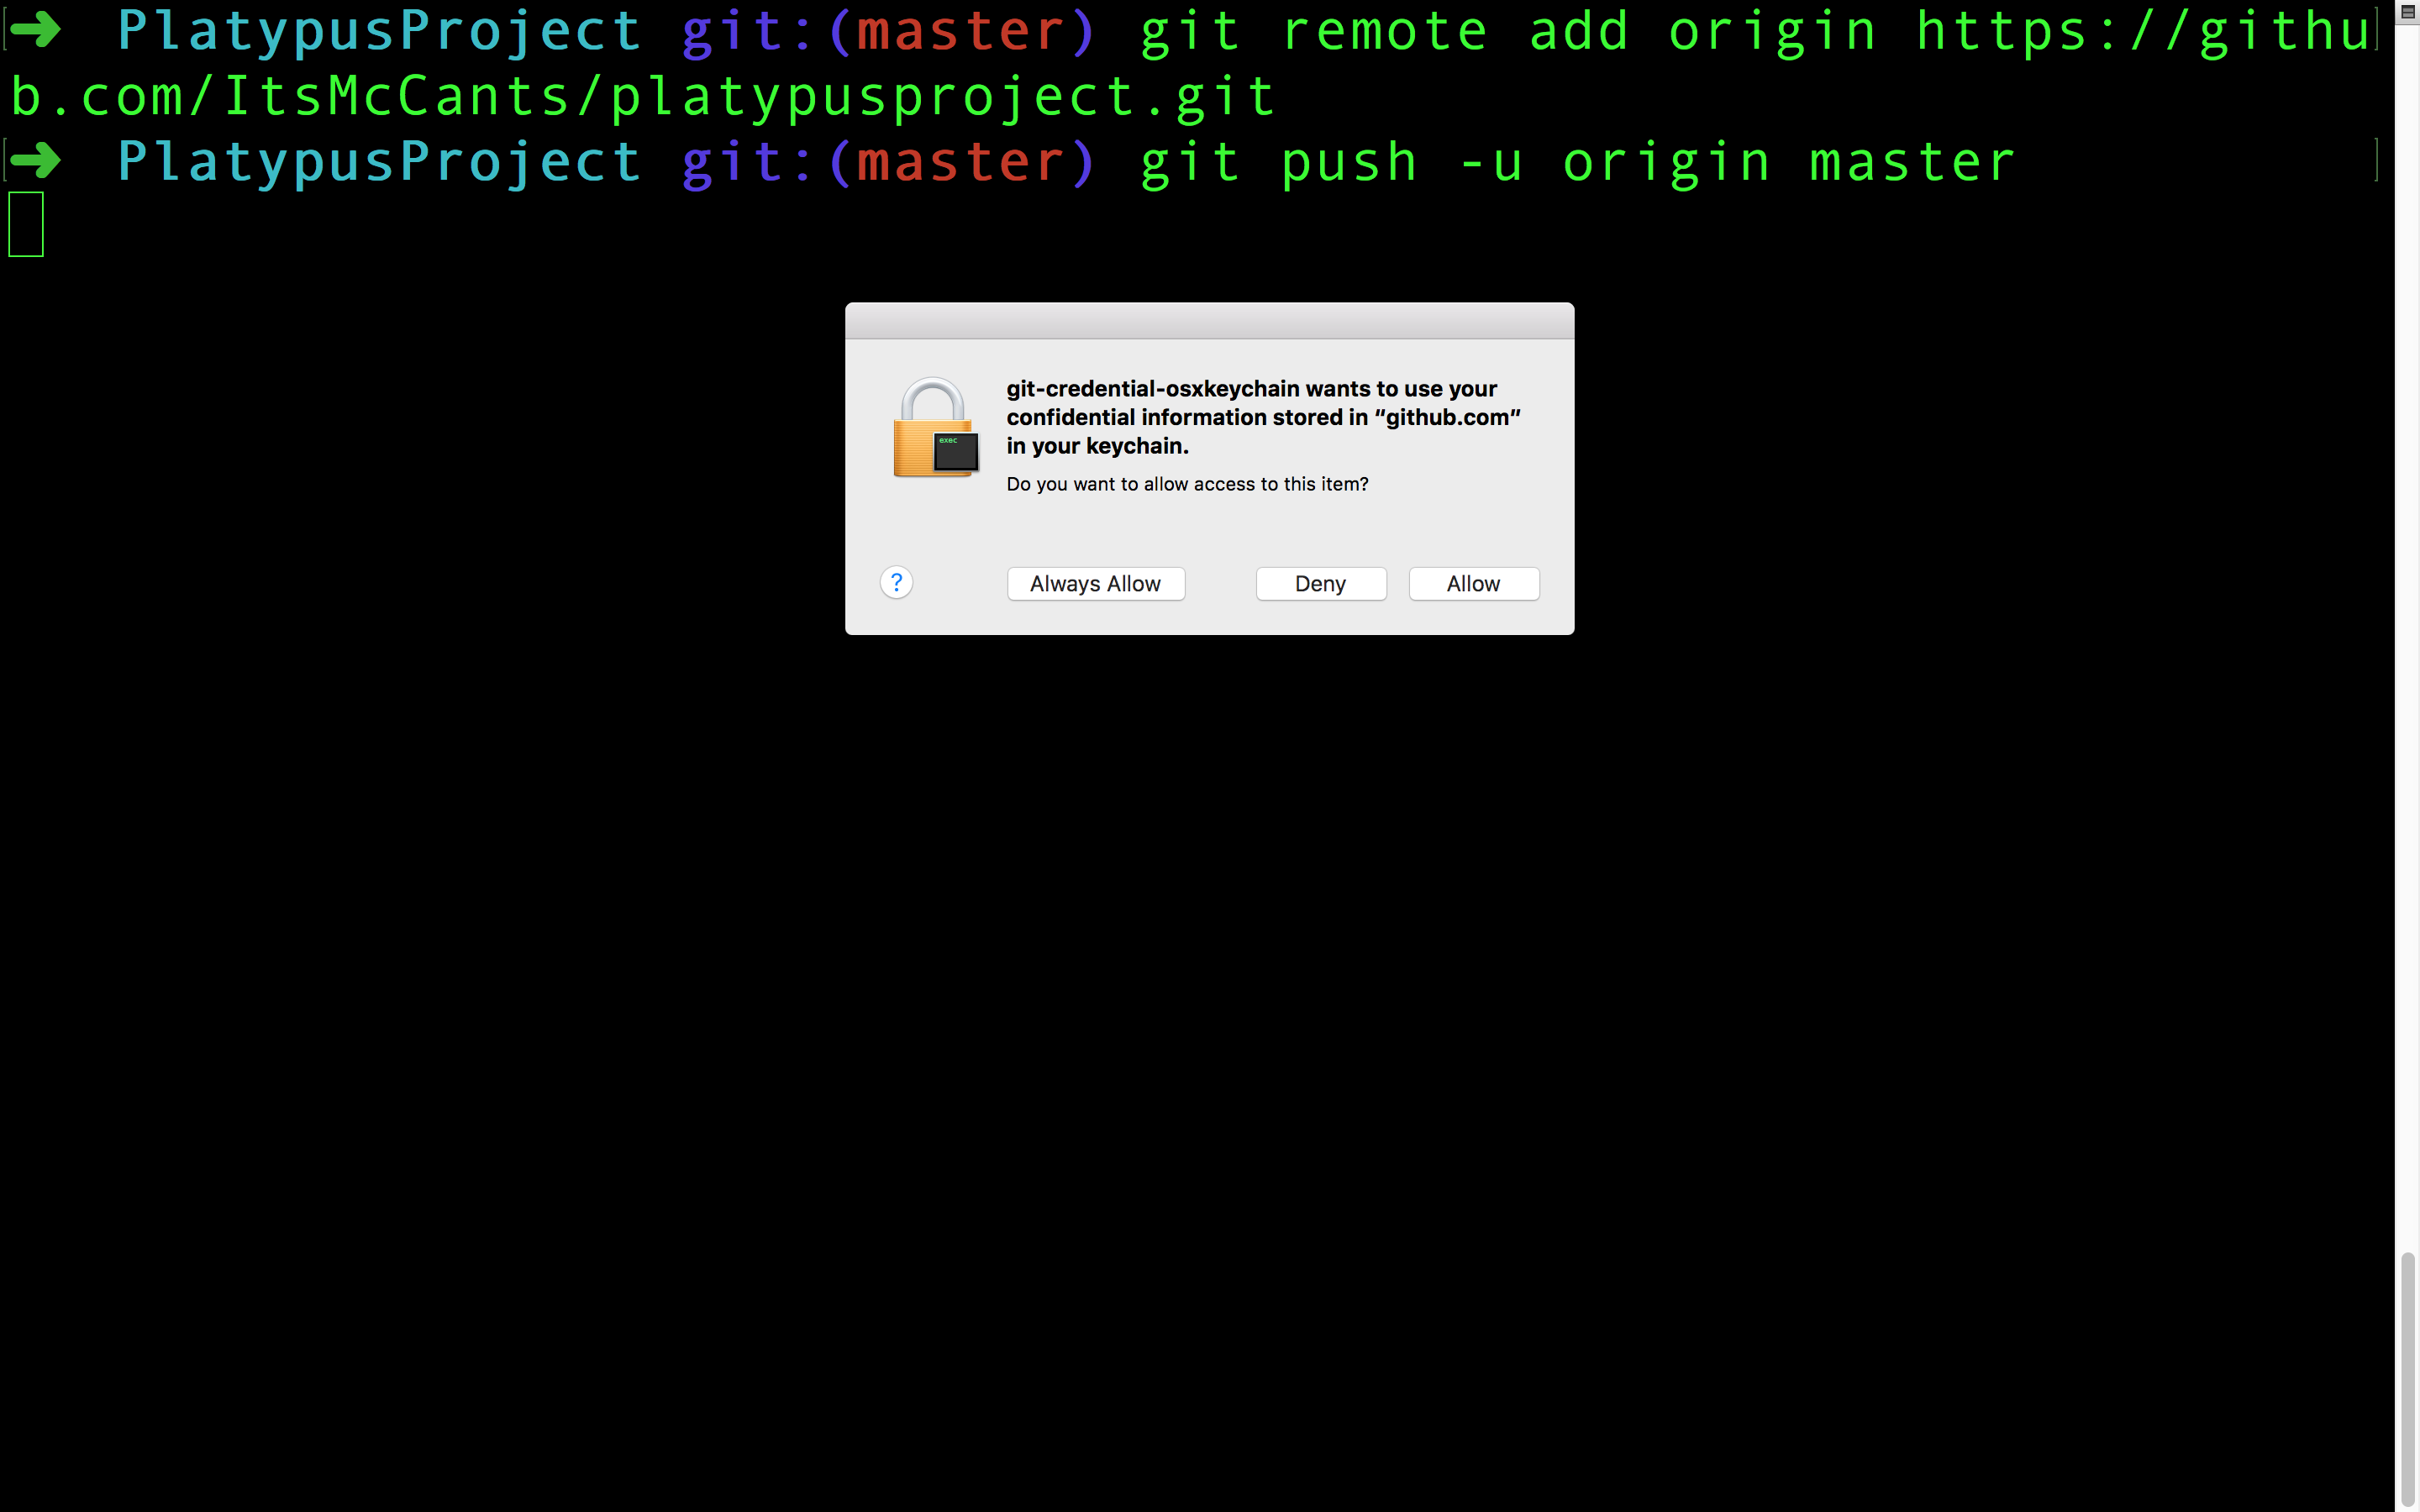 ➜ PlatypusProject git:(master) git remote add origin https://githu
b.com/ItsMcCants/platypusproject.git
➜ PlatypusProject git:(master) git push -u origin master
git-credential-osxkeychain wants to use your
confidential information stored in “github.com”
in your keychain.
exec
Do you want to allow access to this item?
? Always Allow Deny Allow